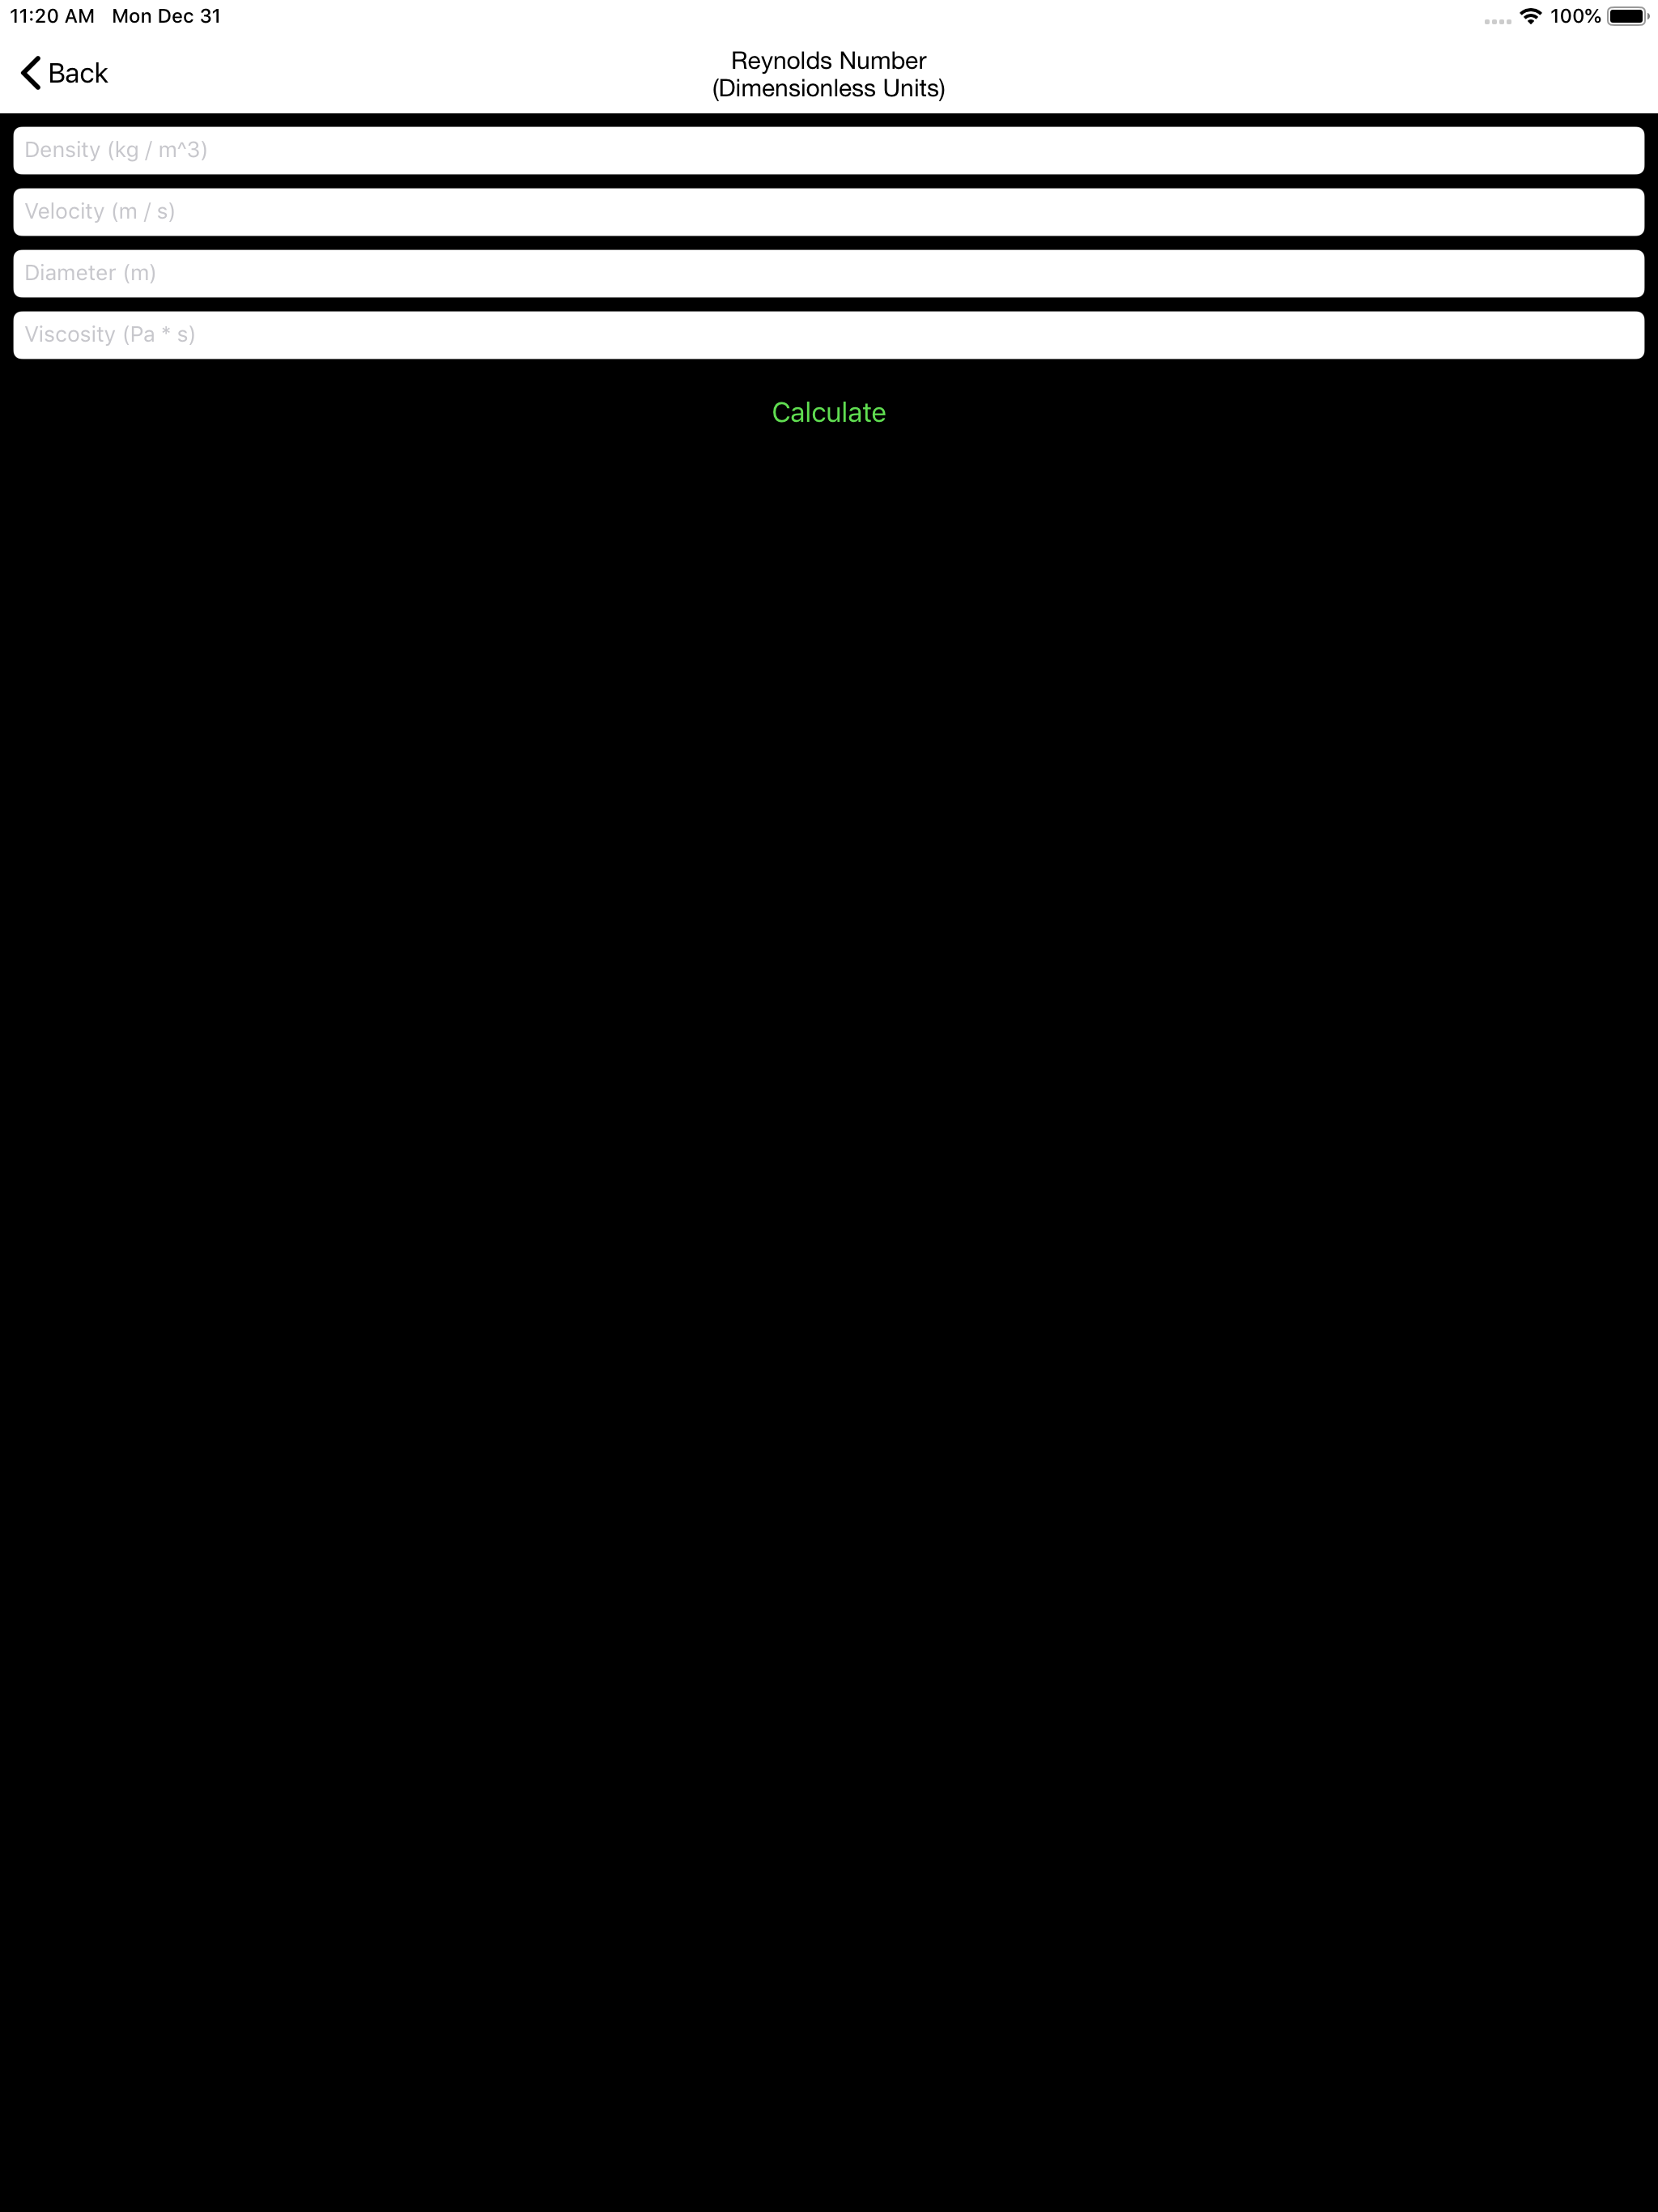 11:20 AM Mon Dec 31
100%
Back
Reynolds Number
(Dimensionless Units)
Density (kg / m^3)
Velocity (m / s)
Diameter (m)
Viscosity (Pa * s)
Calculate